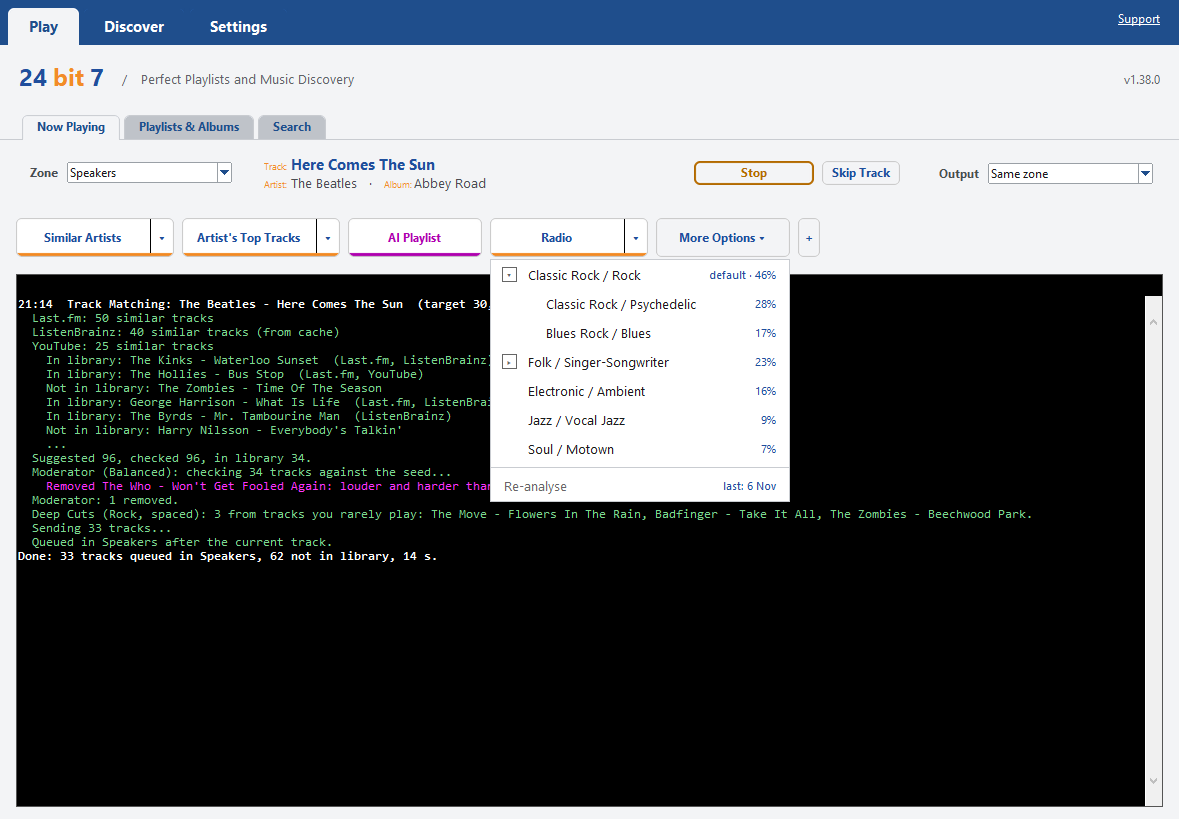 Play Discover Settings Support
24 bit 7 / Perfect Playlists and Music Discovery v1.38.0
Now Playing Playlists & Albums Search
Zone Speakers
Track: Here Comes The Sun
Artist: The Beatles · Album: Abbey Road
Stop Skip Track Output Same zone
Similar Artists Artist's Top Tracks AI Playlist Radio More Options +
Classic Rock / Rock default · 46%
Classic Rock / Psychedelic 28%
Blues Rock / Blues 17%
Folk / Singer-Songwriter 23%
Electronic / Ambient 16%
Jazz / Vocal Jazz 9%
Soul / Motown 7%
Re-analyse last: 6 Nov
21:14 Track Matching: The Beatles - Here Comes The Sun (target 30,
Last.fm: 50 similar tracks
ListenBrainz: 40 similar tracks (from cache)
YouTube: 25 similar tracks
In library: The Kinks - Waterloo Sunset (Last.fm, ListenBrainz
In library: The Hollies - Bus Stop (Last.fm, YouTube)
Not in library: The Zombies - Time Of The Season
In library: George Harrison - What Is Life (Last.fm, ListenBrai
In library: The Byrds - Mr. Tambourine Man (ListenBrainz)
Not in library: Harry Nilsson - Everybody's Talkin'
...
Suggested 96, checked 96, in library 34.
Moderator (Balanced): checking 34 tracks against the seed...
Removed The Who - Won't Get Fooled Again: louder and harder than
Moderator: 1 removed.
Deep Cuts (Rock, spaced): 3 from tracks you rarely play: The Move - Flowers In The Rain, Badfinger - Take It All, The Zombies - Beechwood Park.
Sending 33 tracks...
Queued in Speakers after the current track.
Done: 33 tracks queued in Speakers, 62 not in library, 14 s.